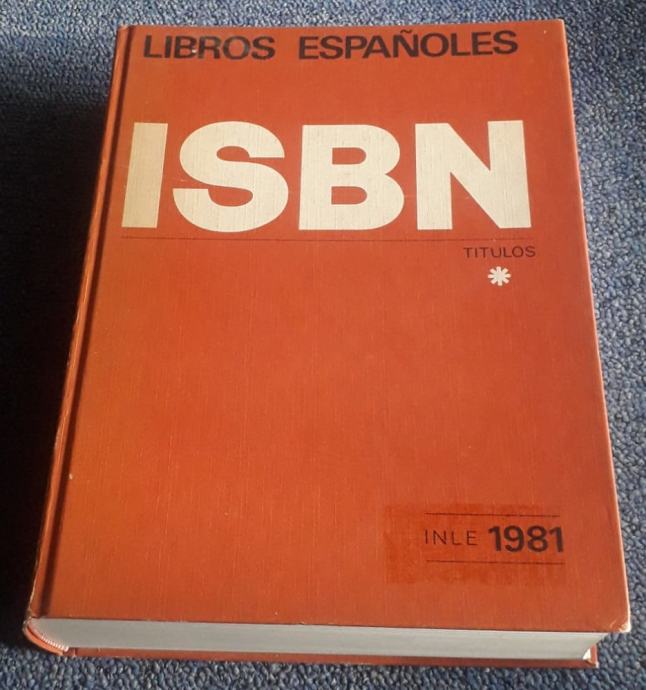 LIBROS ESPAÑOLES
ISBN
TITULOS
*
INLE 1981